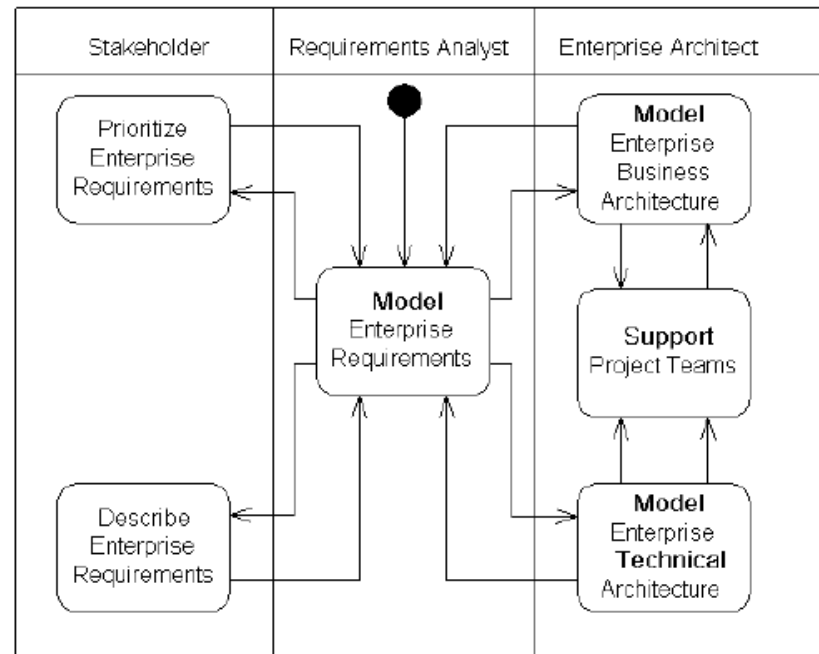 Stakeholder
Requirements Analyst
Enterprise Architect
Prioritize
Enterprise
Requirements
Model
Enterprise
Business
Architecture
Model
Enterprise
Requirements
Support
Project Teams
Describe
Enterprise
Requirements
Model
Enterprise
Technical
Architecture